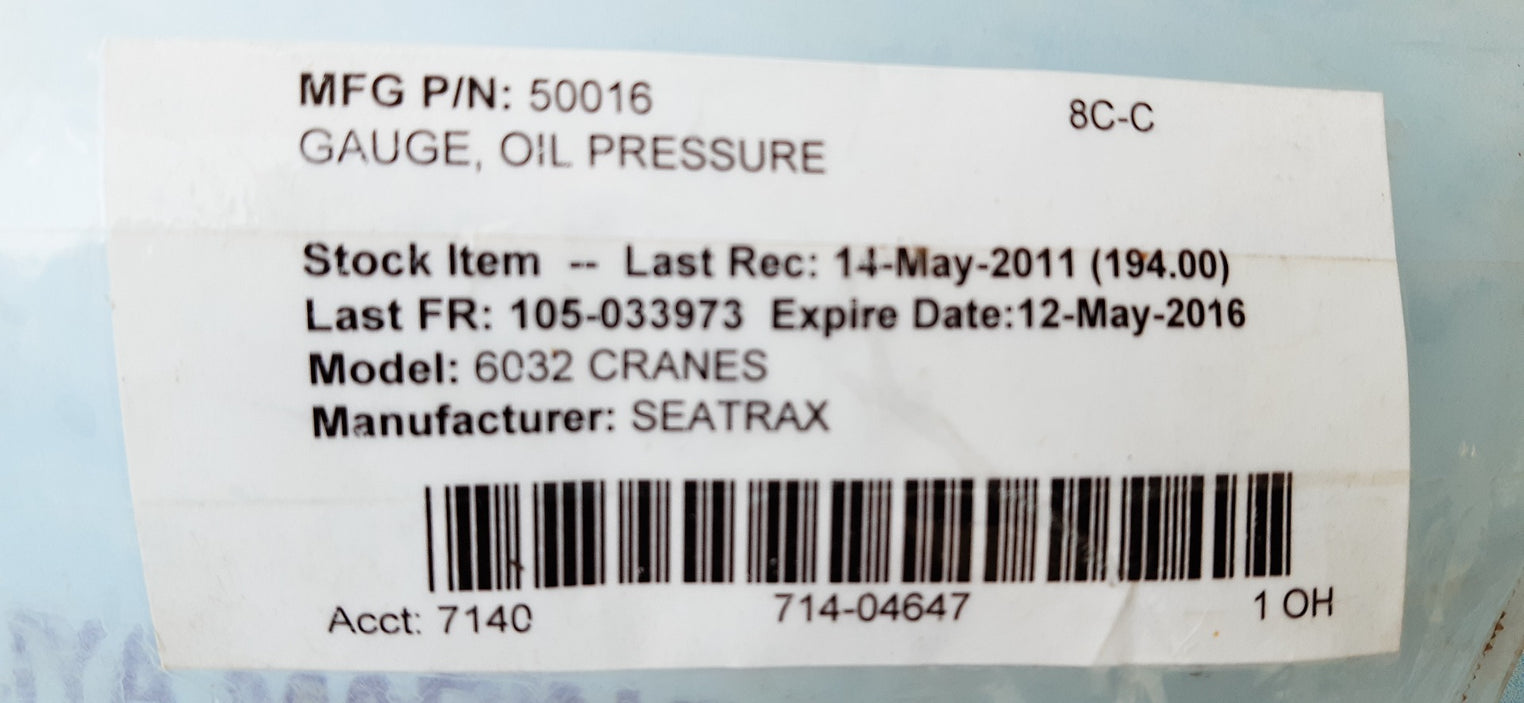 MFG P/N: 50016
8C-C
GAUGE, OIL PRESSURE
Stock Item -- Last Rec: 14-May-2011 (194.00)
Last FR: 105-033973 Expire Date:12-May-2016
Model: 6032 CRANES
Manufacturer: SEATRAX
Acct: 7140 714-04647 1 OH